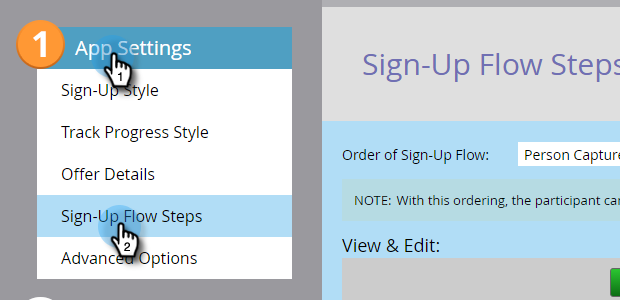 1
App Settings
1
Sign-Up Style
Track Progress Style
Offer Details
Sign-Up Flow Steps
2
Advanced Options
Sign-Up Flow Steps
Order of Sign-Up Flow: Person Capture
NOTE: With this ordering, the participant can
View & Edit: